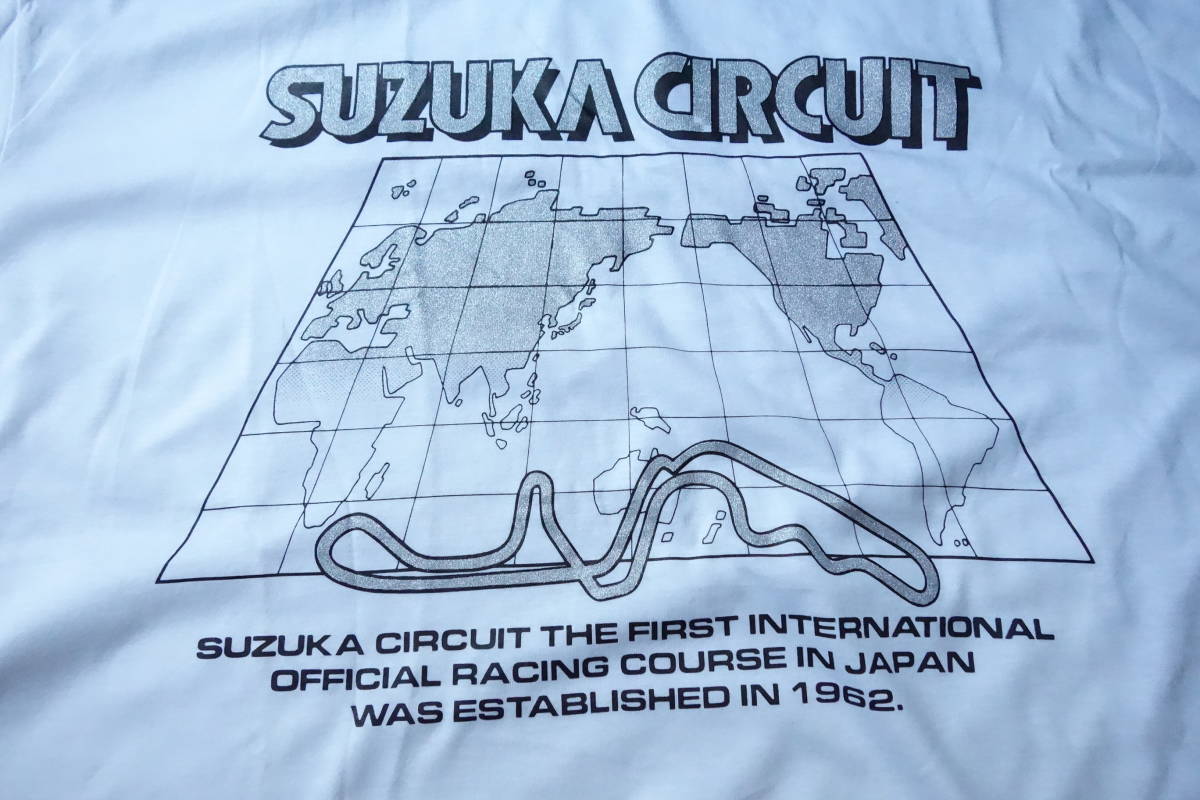 SUZUKA CIRCUIT
SUZUKA CIRCUIT THE FIRST INTERNATIONAL
OFFICIAL RACING COURSE IN JAPAN
WAS ESTABLISHED IN 1962.